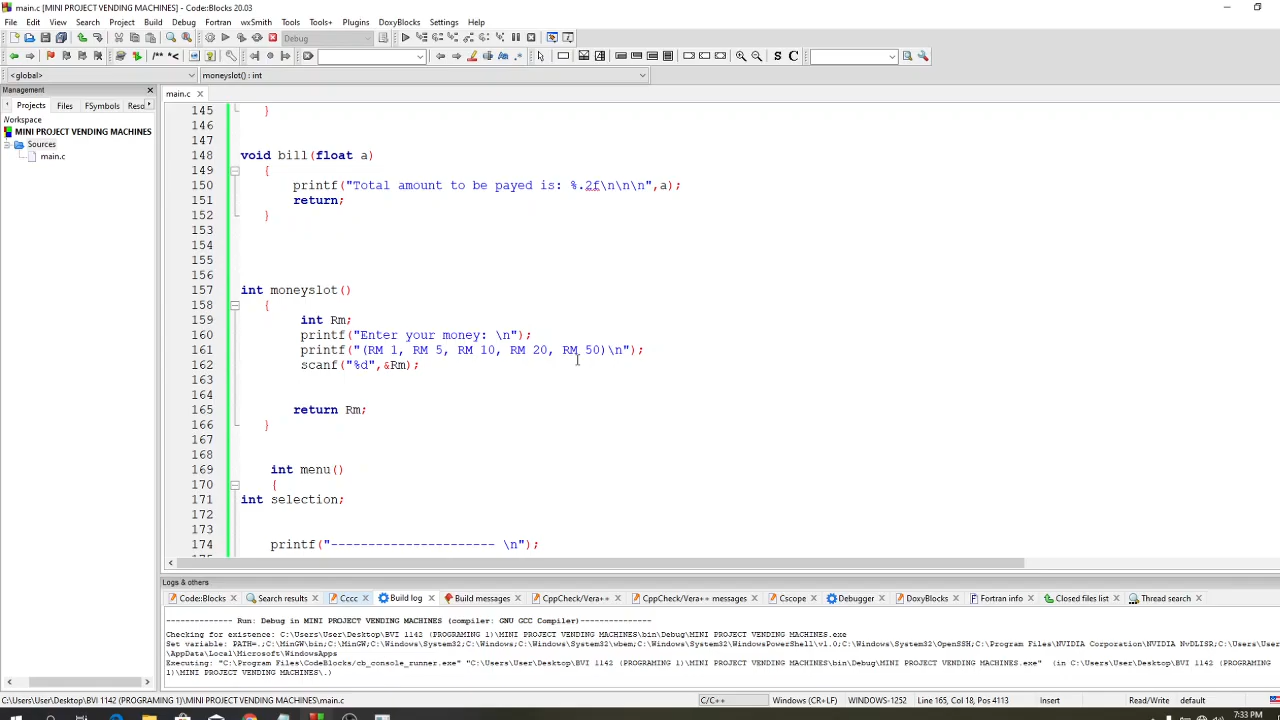 main.c [MINI PROJECT VENDING MACHINES] - Code::Blocks 20.03
File Edit View Search Project Build Debug Fortran wxSmith Tools Tools+ Plugins DoxyBlocks Settings Help
Debug
/** *<
S C
<global> moneyslot() : int
Management
main.c
Projects Files FSymbols Reso
Workspace
MINI PROJECT VENDING MACHINES
Sources
main.c
145 }
146
147
148 void bill(float a)
149 {
150 printf("Total amount to be payed is: %.2f\n\n\n",a);
151 return;
152 }
153
154
155
156
157 int moneyslot()
158 {
159 int Rm;
160 printf("Enter your money: \n");
161 printf("(RM 1, RM 5, RM 10, RM 20, RM 50)\n");
162 scanf("%d",&Rm);
163
164
165 return Rm;
166 }
167
168
169 int menu()
170 {
171 int selection;
172
173
174 printf("---------------------- \n");
Logs & others
Code::Blocks Search results Cccc Build log Build messages CppCheck/Vera++ CppCheck/Vera++ messages Cscope Debugger DoxyBlocks Fortran info Closed files list Thread search
-------------- Run: Debug in MINI PROJECT VENDING MACHINES (compiler: GNU GCC Compiler)---------------
Checking for existence: C:\Users\User\Desktop\BVI 1142 (PROGRAMING 1)\MINI PROJECT VENDING MACHINES\bin\Debug\MINI PROJECT VENDING MACHINES.exe
Set variable: PATH=.;C:\MinGW\bin;C:\MinGW;C:\Windows\System32;C:\Windows;C:\Windows\System32\wbem;C:\Windows\System32\WindowsPowerShell\v1.0;C:\Windows\System32\OpenSSH;C:\Program Files\NVIDIA Corporation\NVIDIA NvDLISR;C:\Users\User
\AppData\Local\Microsoft\WindowsApps
Executing: "C:\Program Files\CodeBlocks/cb_console_runner.exe" "C:\Users\User\Desktop\BVI 1142 (PROGRAMING 1)\MINI PROJECT VENDING MACHINES\bin\Debug\MINI PROJECT VENDING MACHINES.exe" (in C:\Users\User\Desktop\BVI 1142 (PROGRAMING
1)\MINI PROJECT VENDING MACHINES\.)
C:\Users\User\Desktop\BVI 1142 (PROGRAMING 1)\MINI PROJECT VENDING MACHINES\main.c C/C++ Windows (CR+LF) WINDOWS-1252 Line 165, Col 18, Pos 4113 Insert Read/Write default
7:33 PM